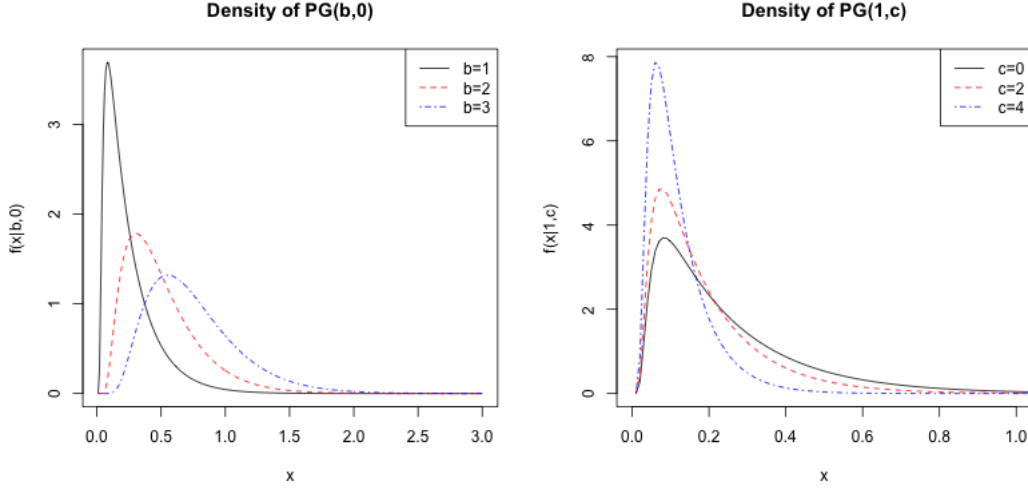 Density of PG(b,0)
b=1
b=2
b=3
f(x|b,0)
3
2
1
0
0.0 0.5 1.0 1.5 2.0 2.5 3.0
x
Density of PG(1,c)
c=0
c=2
c=4
f(x|1,c)
8
6
4
2
0
0.0 0.2 0.4 0.6 0.8 1.0
x